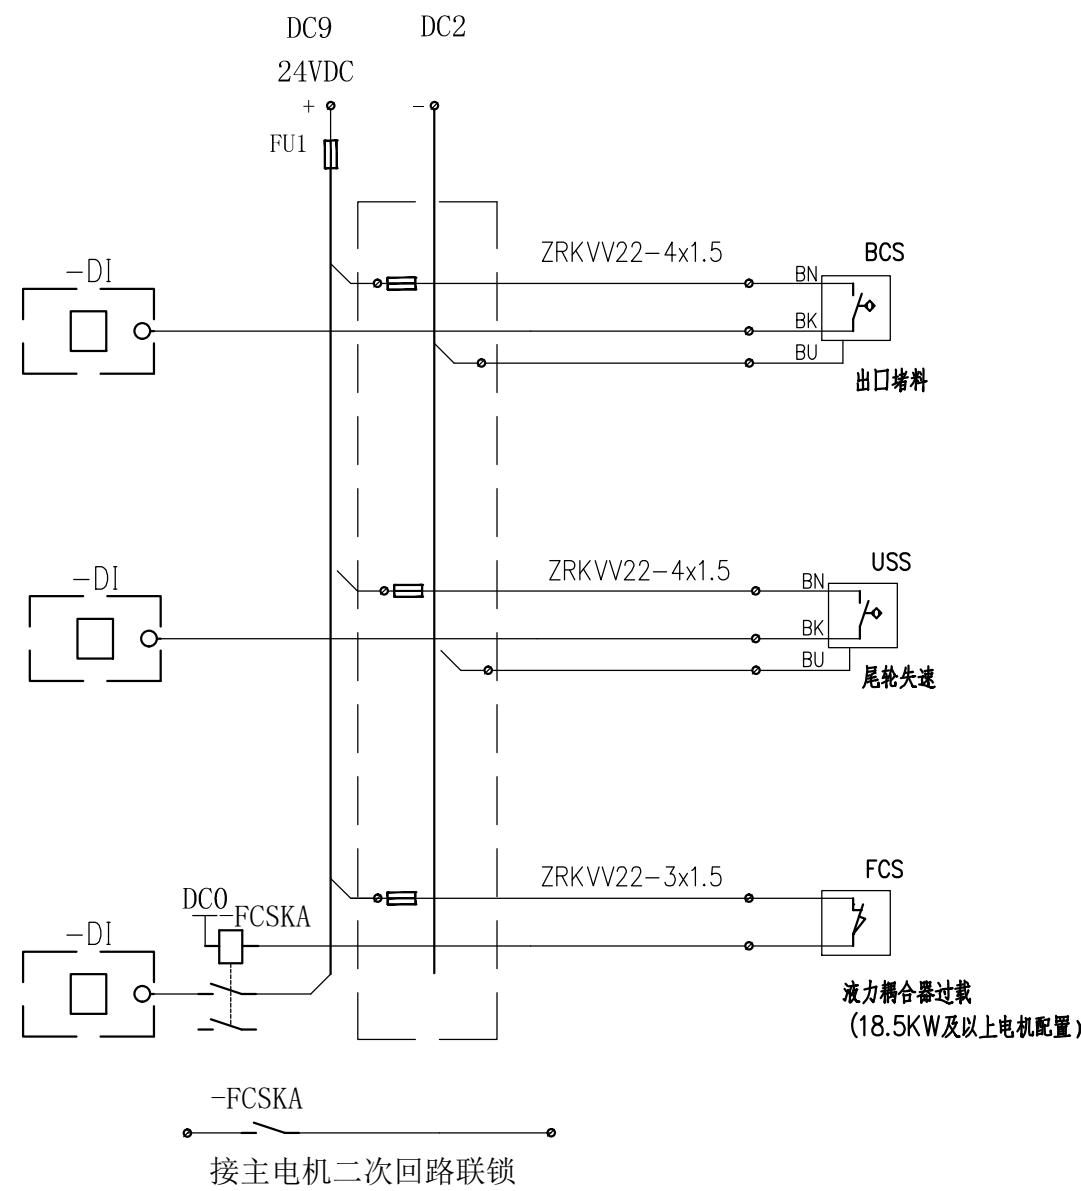 DC9 DC2
24VDC
+ -
FU1
ZRKVV22-4x1.5 BCS
-DI BN
BK
BU
出口堵料
ZRKVV22-4x1.5 USS
-DI BN
BK
BU
尾轮失速
ZRKVV22-3x1.5 FCS
DC0
-FCSKA
-DI
液力耦合器过载
(18.5KW及以上电机配置)
-FCSKA
接主电机二次回路联锁